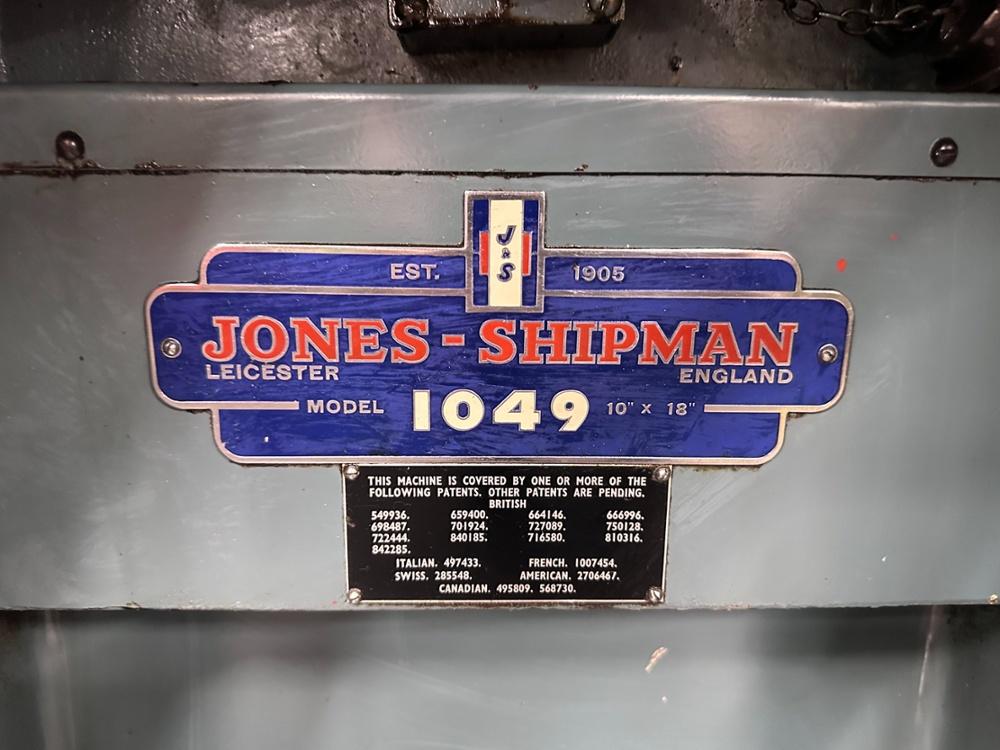 J
&
S
EST. 1905
JONES-SHIPMAN
LEICESTER ENGLAND
MODEL 1049 10" X 18"
THIS MACHINE IS COVERED BY ONE OR MORE OF THE
FOLLOWING PATENTS. OTHER PATENTS ARE PENDING.
BRITISH
549936. 659400. 664146. 666996.
698487. 701924. 727089. 750128.
722444. 840185. 716580. 810316.
842285.
ITALIAN. 497433. FRENCH. 1007454.
SWISS. 285548. AMERICAN. 2706467.
CANADIAN. 495809. 568730.